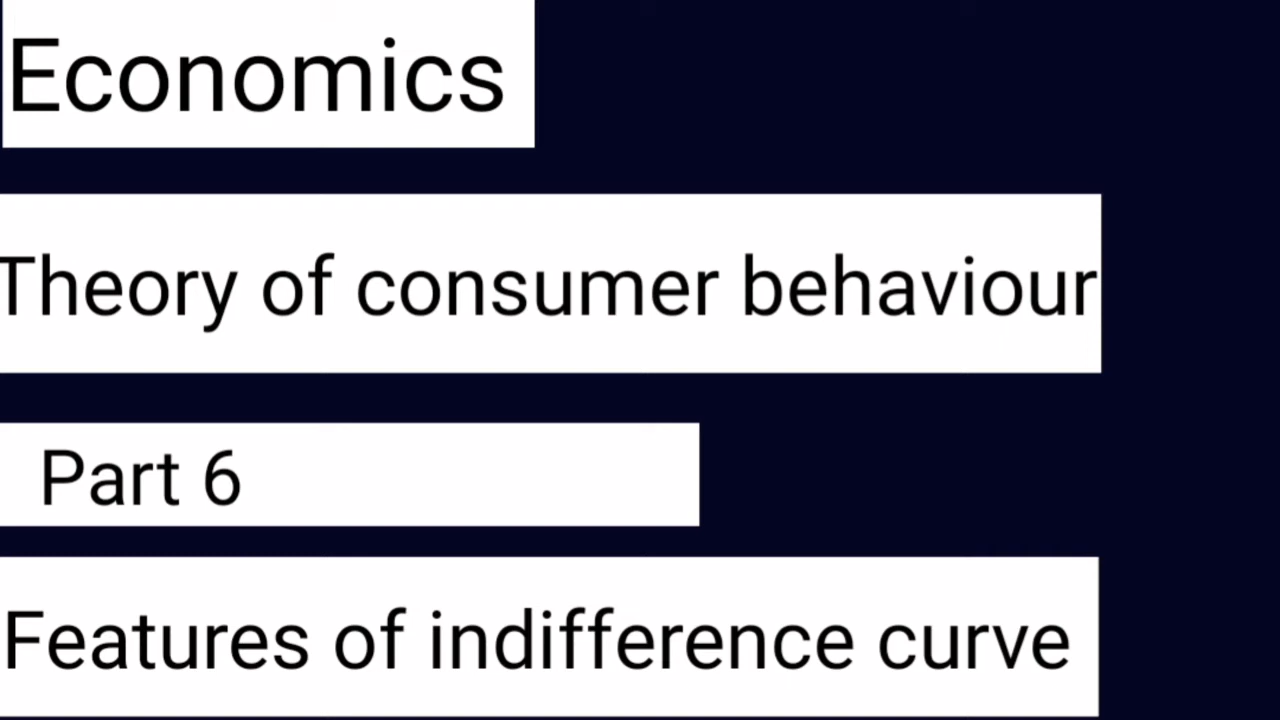 Economics
Theory of consumer behaviour
Part 6
Features of indifference curve